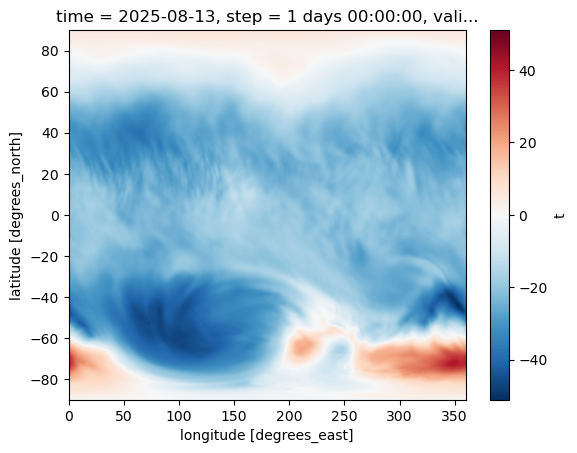 time = 2025-08-13, step = 1 days 00:00:00, vali...
80
60
40
20
0
−20
−40
−60
−80
latitude [degrees_north]
0 50 100 150 200 250 300 350
longitude [degrees_east]
40
20
0
−20
−40
t